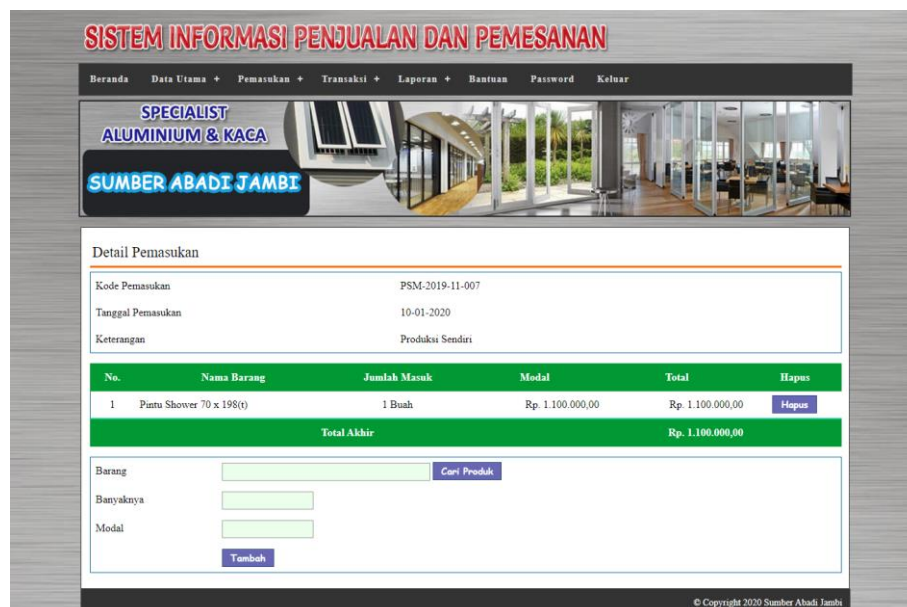 SISTEM INFORMASI PENJUALAN DAN PEMESANAN
Beranda Data Utama + Pemasukan + Transaksi + Laporan + Bantuan Password Keluar
SPECIALIST
ALUMINIUM & KACA
SUMBER ABADI JAMBI
Detail Pemasukan
Kode Pemasukan PSM-2019-11-007
Tanggal Pemasukan 10-01-2020
Keterangan Produksi Sendiri
No. Nama Barang Jumlah Masuk Modal Total Hapus
1 Pintu Shower 70 x 198(t) 1 Buah Rp. 1.100.000,00 Rp. 1.100.000,00 Hapus
Total Akhir Rp. 1.100.000,00
Barang Cari Produk
Banyaknya
Modal
Tambah
© Copyright 2020 Sumber Abadi Jambi